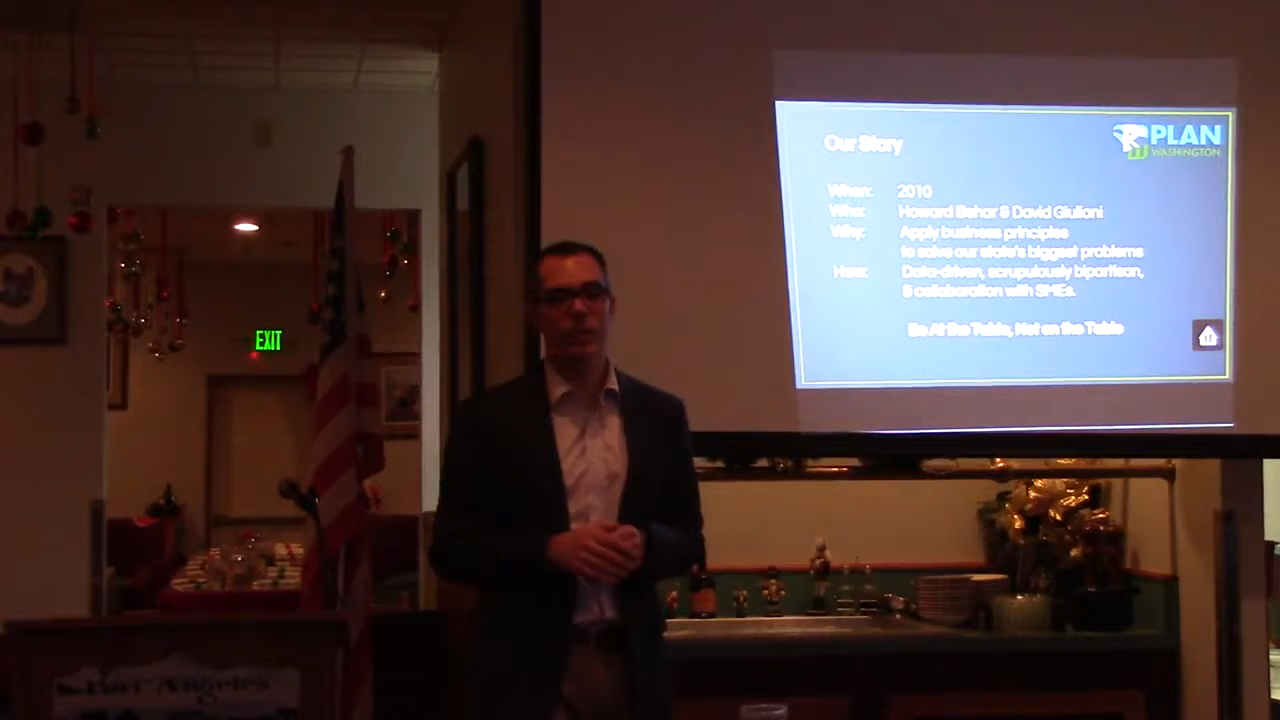 Our Story
PLAN
WASHINGTON
When: 2010
Who: Howard Behar & David Giuliani
Why: Apply business principles
to solve our state's biggest problems
How: Data-driven, scrupulously bipartisan,
& collaboration with SMEs.
Be At the Table, Not on the Table
EXIT
Port Angeles